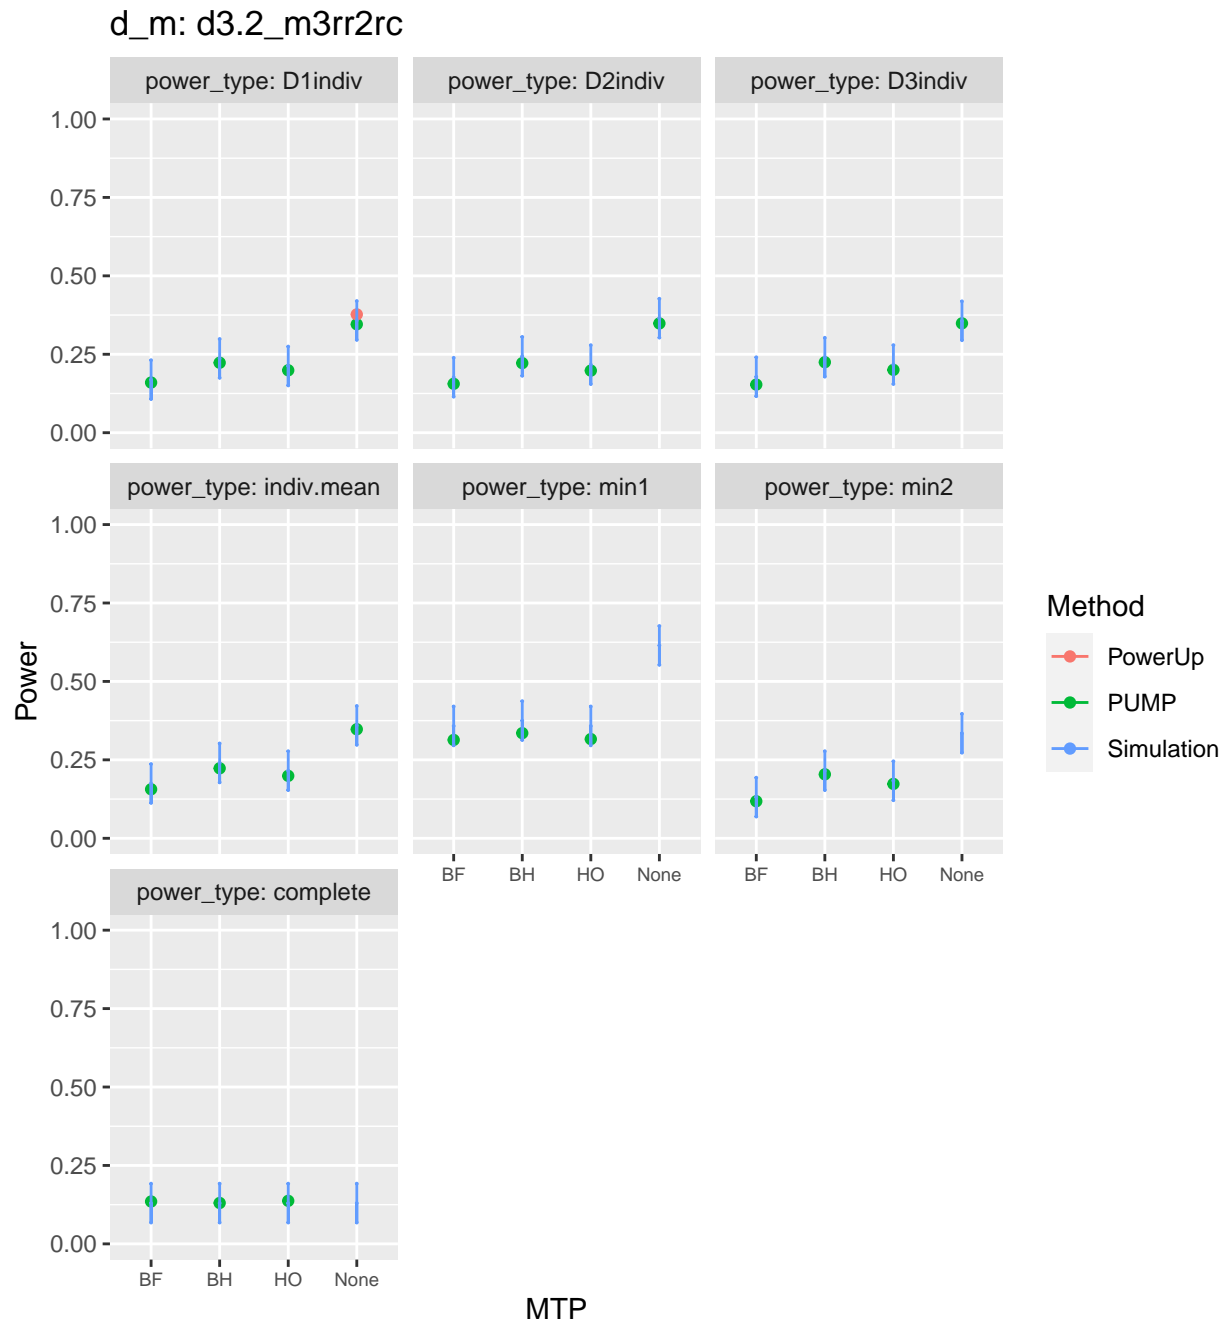 d_m: d3.2_m3rr2rc
power_type: D1indiv
power_type: D2indiv
power_type: D3indiv
1.00
0.75
0.50
0.25
0.00
power_type: indiv.mean
power_type: min1
power_type: min2
1.00
0.75
0.50
0.25
0.00
BF BH HO None
BF BH HO None
power_type: complete
1.00
0.75
0.50
0.25
0.00
BF BH HO None
Power
MTP
Method
PowerUp
PUMP
Simulation